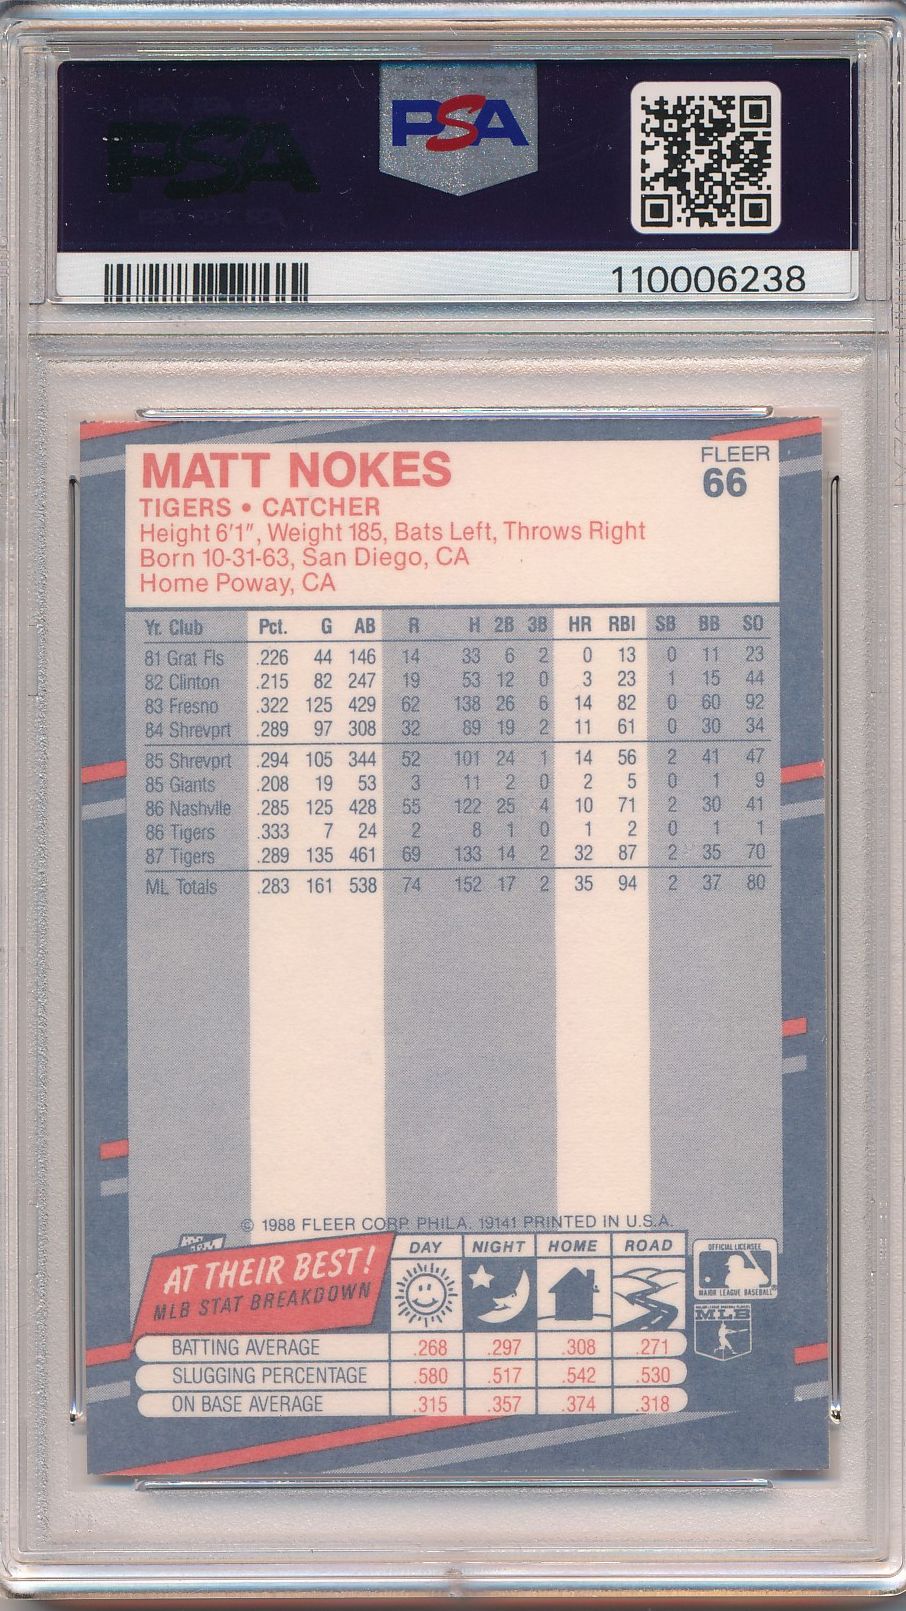 PSA
PSA
110006238
MATT NOKES
FLEER
66
TIGERS • CATCHER
Height 6'1", Weight 185, Bats Left, Throws Right
Born 10-31-63, San Diego, CA
Home Poway, CA
Yr. Club Pct. G AB R H 2B 3B HR RBI SB BB SO
81 Grat Fls .226 44 146 14 33 6 2 0 13 0 11 23
82 Clinton .215 82 247 19 53 12 0 3 23 1 15 44
83 Fresno .322 125 429 62 138 26 6 14 82 0 60 92
84 Shrevprt .289 97 308 32 89 19 2 11 61 0 30 34
85 Shrevprt .294 105 344 52 101 24 1 14 56 2 41 47
85 Giants .208 19 53 3 11 2 0 2 5 0 1 9
86 Nashvlle .285 125 428 55 122 25 4 10 71 2 30 41
86 Tigers .333 7 24 2 8 1 0 1 2 0 1 1
87 Tigers .289 135 461 69 133 14 2 32 87 2 35 70
ML Totals .283 161 538 74 152 17 2 35 94 2 37 80
© 1988 FLEER CORP. PHILA. 19141 PRINTED IN U.S.A.
AT THEIR BEST!
MLB STAT BREAKDOWN
DAY NIGHT HOME ROAD
BATTING AVERAGE .268 .297 .308 .271
SLUGGING PERCENTAGE .580 .517 .542 .530
ON BASE AVERAGE .315 .357 .374 .318
OFFICIAL LICENSEE
MAJOR LEAGUE BASEBALL
MLB